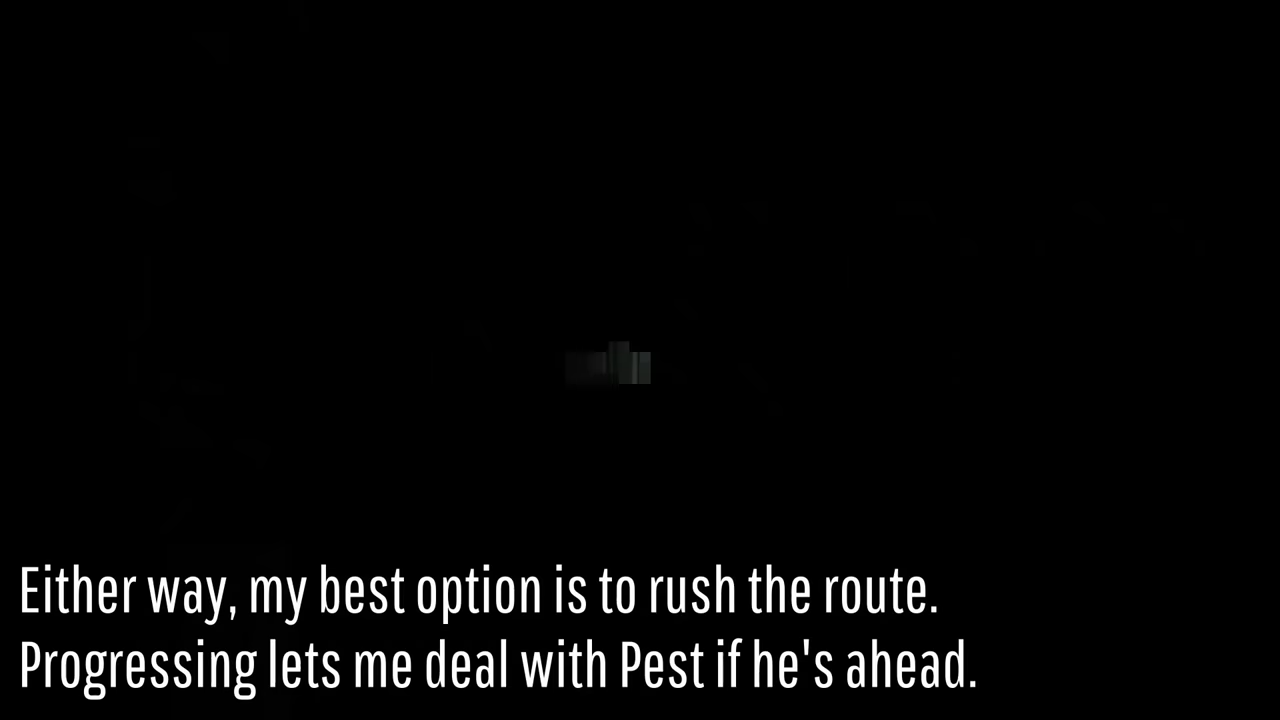 Either way, my best option is to rush the route.
Progressing lets me deal with Pest if he's ahead.